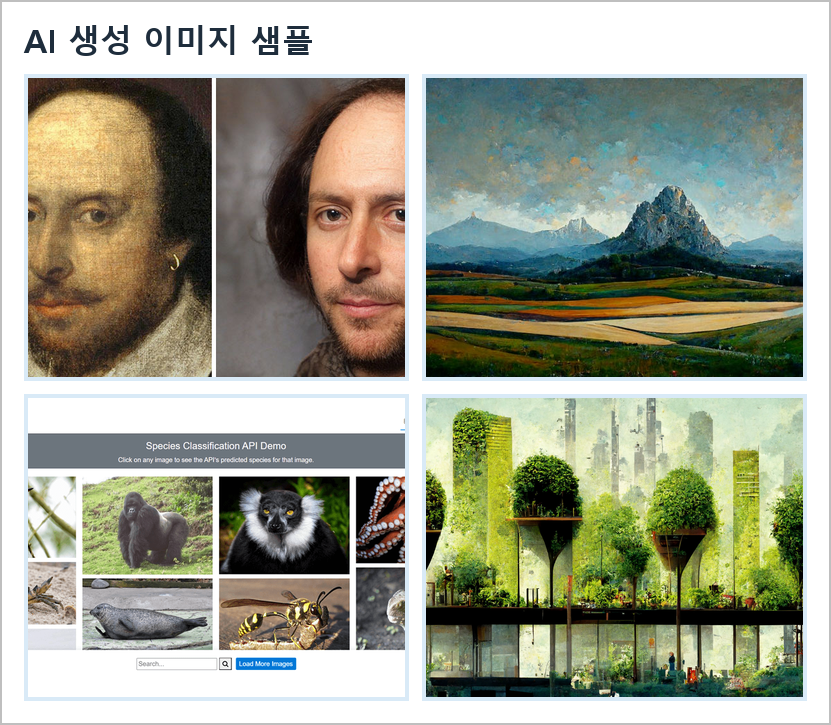 AI 생성 이미지 샘플
Species Classification API Demo
Click on any image to see the API's predicted species for that image.
Search...
Load More Images